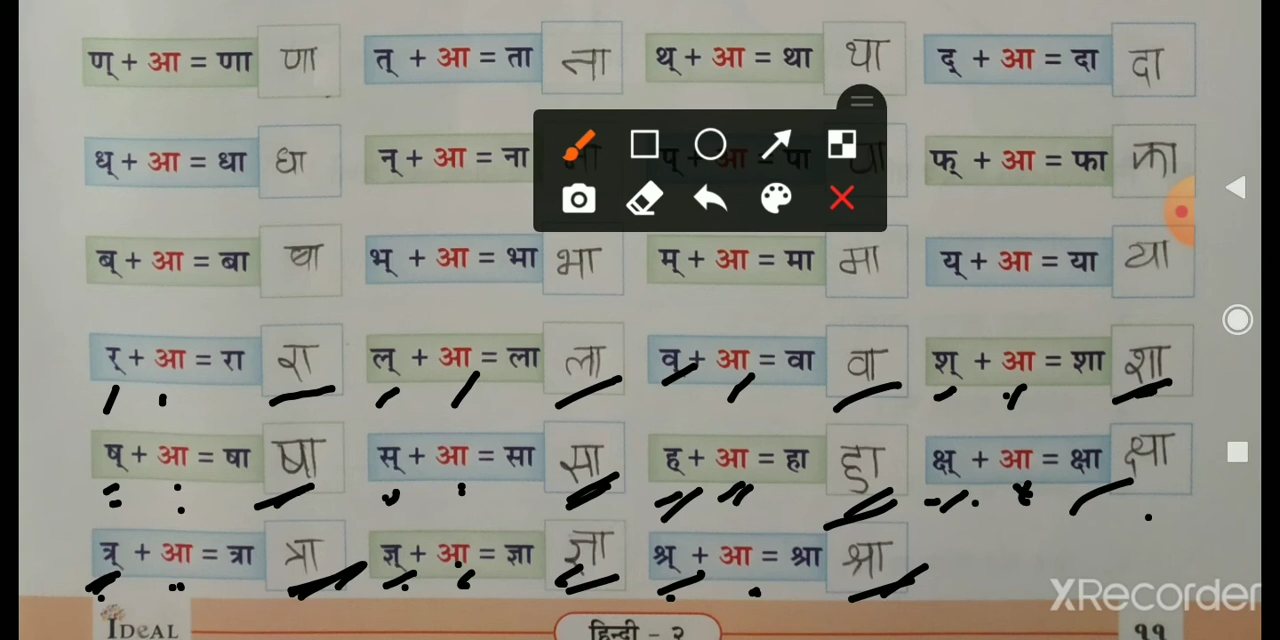 ण् + आ = णा णा त् + आ = ता ता थ् + आ = था था द् + आ = दा दा
ध् + आ = धा धा न् + आ = ना प् + आ = पा पा फ् + आ = फा फा
ब् + आ = बा बा भ् + आ = भा भा म् + आ = मा मा य् + आ = या या
र् + आ = रा रा ल् + आ = ला ला व् + आ = वा वा श् + आ = शा शा
ष् + आ = षा षा स् + आ = सा सा ह् + आ = हा हा क्ष् + आ = क्षा क्षा
त्र् + आ = त्रा त्रा ज्ञ् + आ = ज्ञा ज्ञा श्र् + आ = श्रा श्रा
IDEAL हिन्दी - २ ११
XRecorder